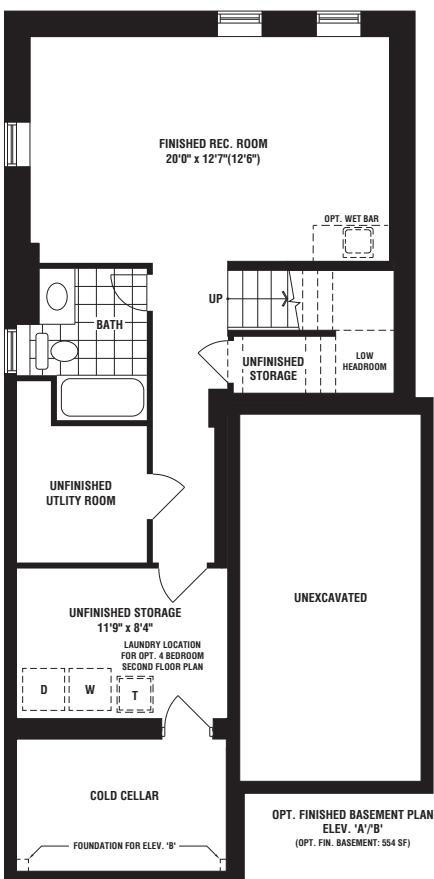 FINISHED REC. ROOM
20'0" x 12'7"(12'6")
OPT. WET BAR
UP
BATH
UNFINISHED
STORAGE
LOW
HEADROOM
UNFINISHED
UTLITY ROOM
UNEXCAVATED
UNFINISHED STORAGE
11'9" x 8'4"
LAUNDRY LOCATION
FOR OPT. 4 BEDROOM
SECOND FLOOR PLAN
D W T
COLD CELLAR
FOUNDATION FOR ELEV. 'B'
OPT. FINISHED BASEMENT PLAN
ELEV. 'A'/'B'
(OPT. FIN. BASEMENT: 554 SF)